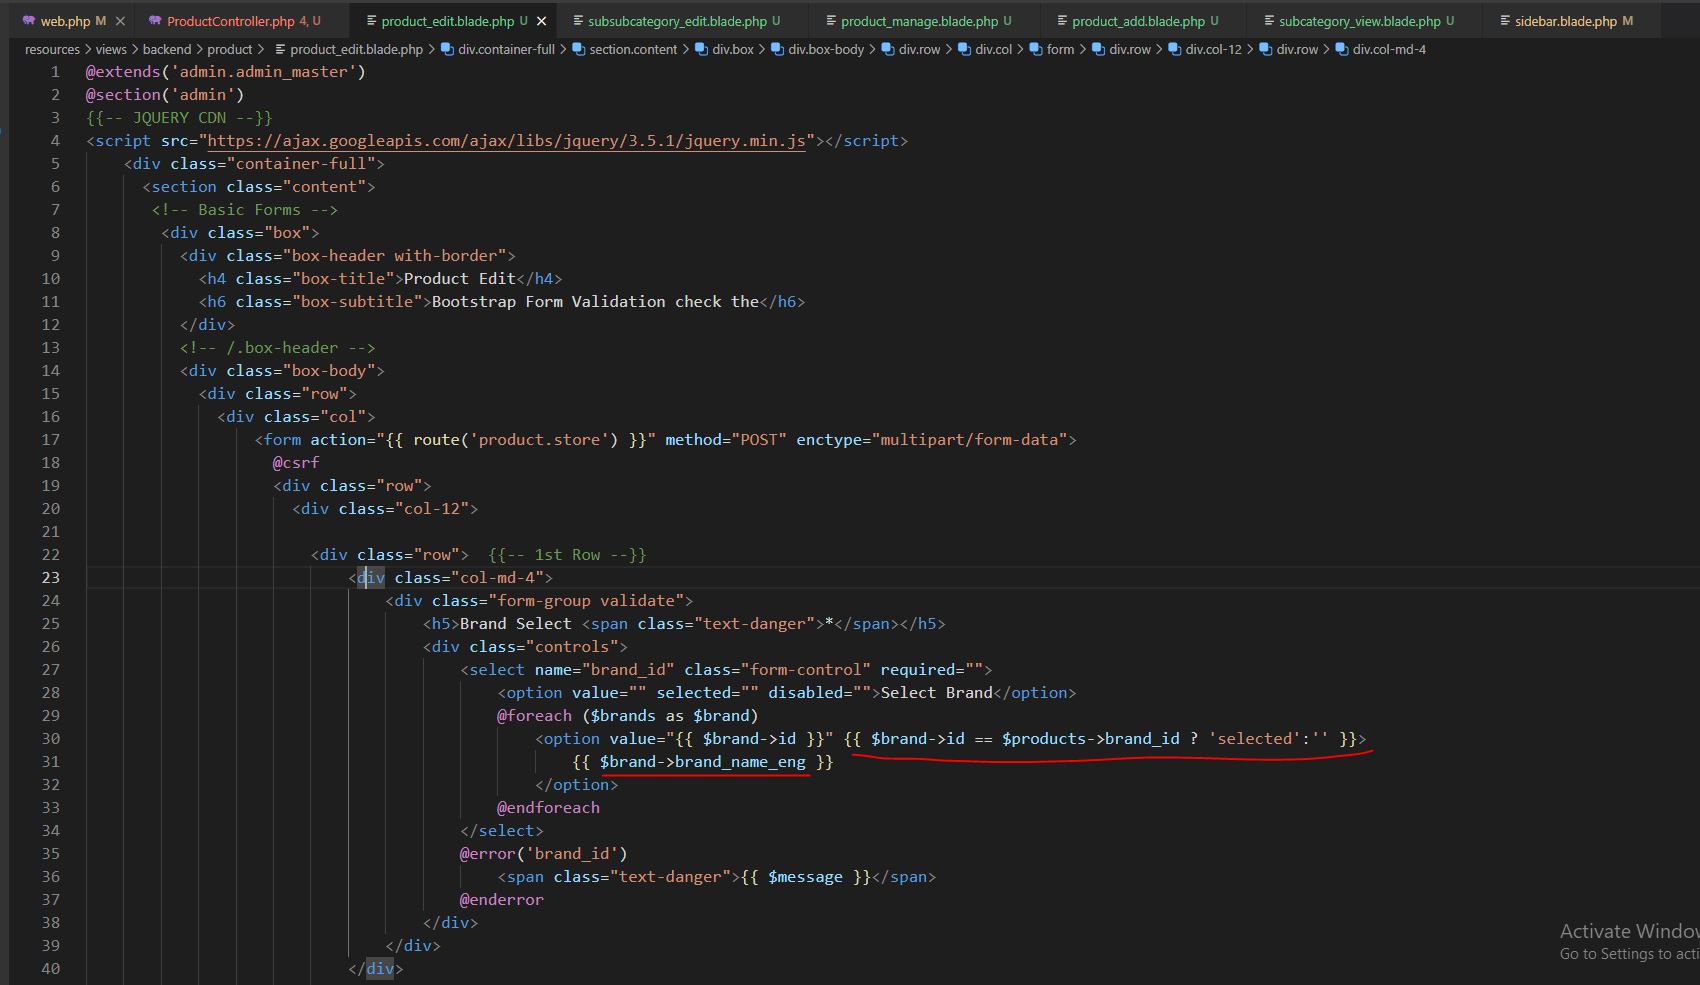 web.php M ProductController.php 4, U product_edit.blade.php U subsubcategory_edit.blade.php U product_manage.blade.php U product_add.blade.php U subcategory_view.blade.php U sidebar.blade.php M
resources > views > backend > product > product_edit.blade.php > div.container-full > section.content > div.box > div.box-body > div.row > div.col > form > div.row > div.col-12 > div.row > div.col-md-4
1 @extends('admin.admin_master')
2 @section('admin')
3 {{-- JQUERY CDN --}}
4 <script src="https://ajax.googleapis.com/ajax/libs/jquery/3.5.1/jquery.min.js"></script>
5 <div class="container-full">
6 <section class="content">
7 <!-- Basic Forms -->
8 <div class="box">
9 <div class="box-header with-border">
10 <h4 class="box-title">Product Edit</h4>
11 <h6 class="box-subtitle">Bootstrap Form Validation check the</h6>
12 </div>
13 <!-- /.box-header -->
14 <div class="box-body">
15 <div class="row">
16 <div class="col">
17 <form action="{{ route('product.store') }}" method="POST" enctype="multipart/form-data">
18 @csrf
19 <div class="row">
20 <div class="col-12">
21
22 <div class="row"> {{-- 1st Row --}}
23 <div class="col-md-4">
24 <div class="form-group validate">
25 <h5>Brand Select <span class="text-danger">*</span></h5>
26 <div class="controls">
27 <select name="brand_id" class="form-control" required="">
28 <option value="" selected="" disabled="">Select Brand</option>
29 @foreach ($brands as $brand)
30 <option value="{{ $brand->id }}" {{ $brand->id == $products->brand_id ? 'selected':'' }}>
31 {{ $brand->brand_name_eng }}
32 </option>
33 @endforeach
34 </select>
35 @error('brand_id')
36 <span class="text-danger">{{ $message }}</span>
37 @enderror
38 </div>
39 </div>
40 </div>
Activate Windo
Go to Settings to acti